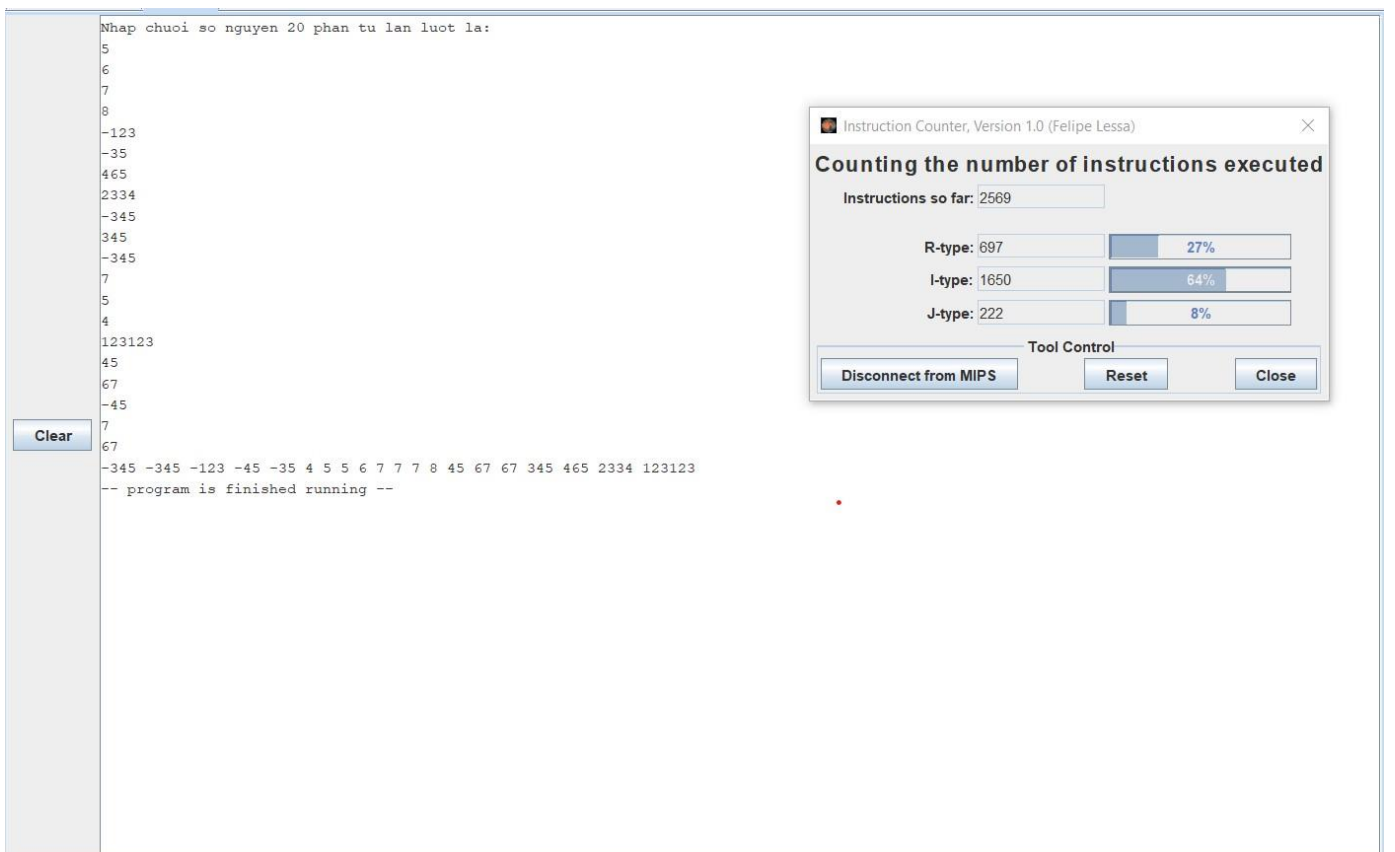 Nhap chuoi so nguyen 20 phan tu lan luot la:
5
6
7
8
-123
-35
465
2334
-345
345
-345
7
5
4
123123
45
67
-45
7
67
-345 -345 -123 -45 -35 4 5 5 6 7 7 7 8 45 67 67 345 465 2334 123123
-- program is finished running --
Clear
Instruction Counter, Version 1.0 (Felipe Lessa)
Counting the number of instructions executed
Instructions so far: 2569
R-type: 697 27%
I-type: 1650 64%
J-type: 222 8%
Tool Control
Disconnect from MIPS Reset Close